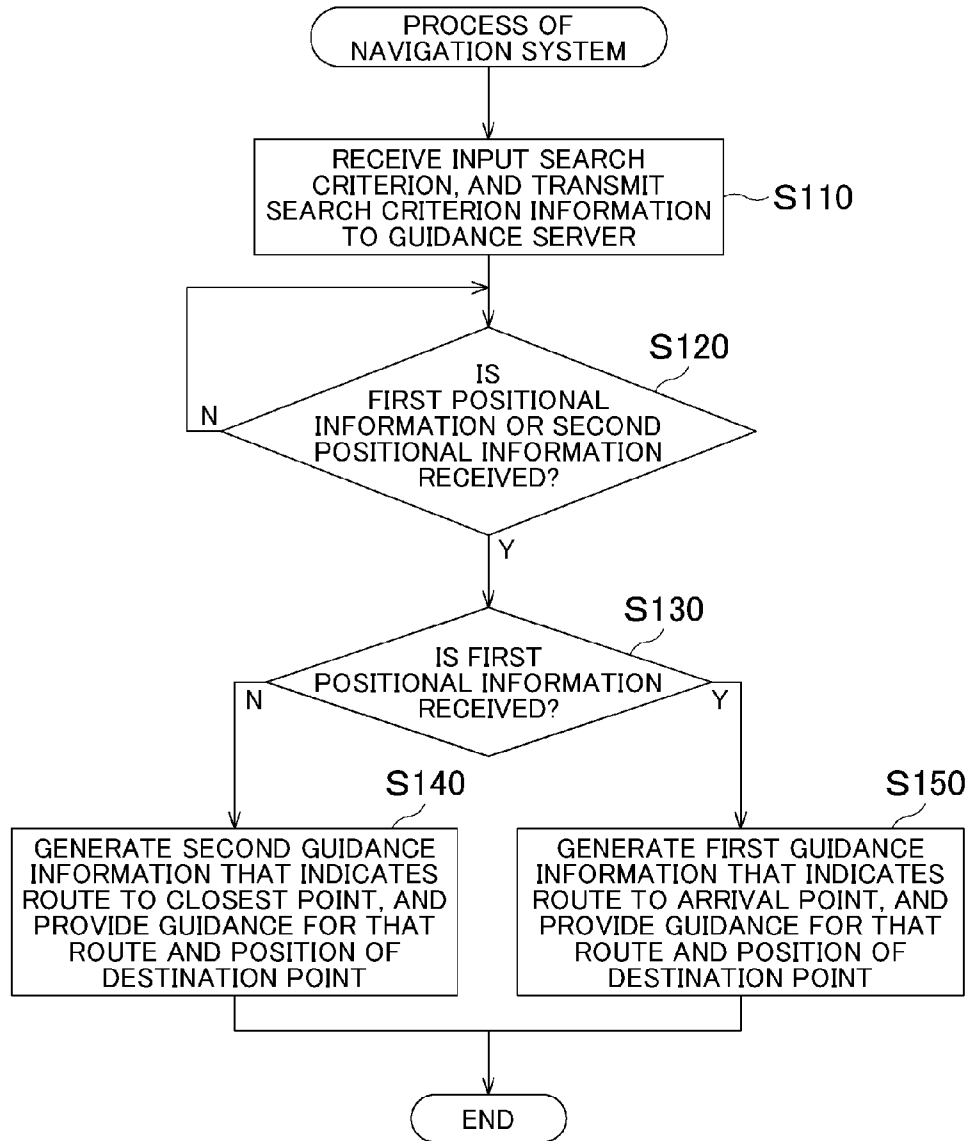 PROCESS OF
NAVIGATION SYSTEM
RECEIVE INPUT SEARCH
CRITERION, AND TRANSMIT
SEARCH CRITERION INFORMATION
TO GUIDANCE SERVER
S110
S120
IS
FIRST POSITIONAL
INFORMATION OR SECOND
POSITIONAL INFORMATION
RECEIVED?
N
Y
S130
IS FIRST
POSITIONAL INFORMATION
RECEIVED?
N
Y
S140
GENERATE SECOND GUIDANCE
INFORMATION THAT INDICATES
ROUTE TO CLOSEST POINT, AND
PROVIDE GUIDANCE FOR THAT
ROUTE AND POSITION OF
DESTINATION POINT
S150
GENERATE FIRST GUIDANCE
INFORMATION THAT INDICATES
ROUTE TO ARRIVAL POINT, AND
PROVIDE GUIDANCE FOR THAT
ROUTE AND POSITION OF
DESTINATION POINT
END